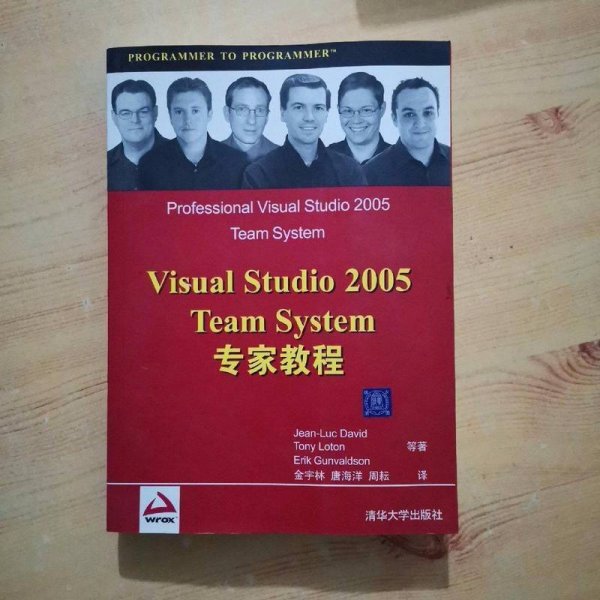 PROGRAMMER TO PROGRAMMER™
Professional Visual Studio 2005
Team System
Visual Studio 2005
Team System
专家教程
Jean-Luc David
Tony Loton
Erik Gunvaldson
等著
金宇林 唐海洋 周耘 译
wrox
清华大学出版社